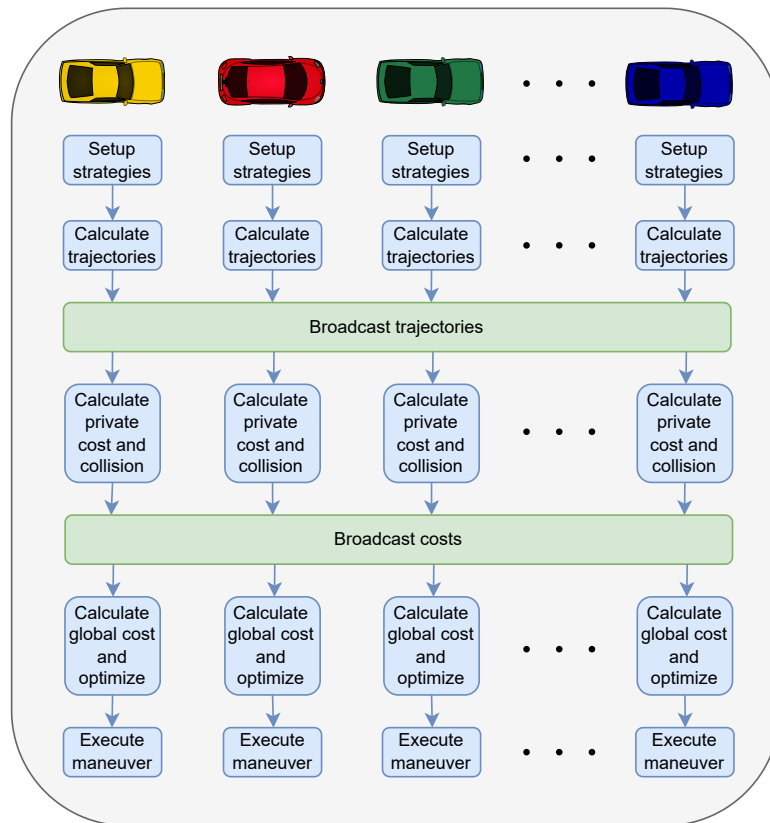 Setup
strategies
Setup
strategies
Setup
strategies
Setup
strategies
Calculate
trajectories
Calculate
trajectories
Calculate
trajectories
Calculate
trajectories
Broadcast trajectories
Calculate
private
cost and
collision
Calculate
private
cost and
collision
Calculate
private
cost and
collision
Calculate
private
cost and
collision
Broadcast costs
Calculate
global cost
and
optimize
Calculate
global cost
and
optimize
Calculate
global cost
and
optimize
Calculate
global cost
and
optimize
Execute
maneuver
Execute
maneuver
Execute
maneuver
Execute
maneuver